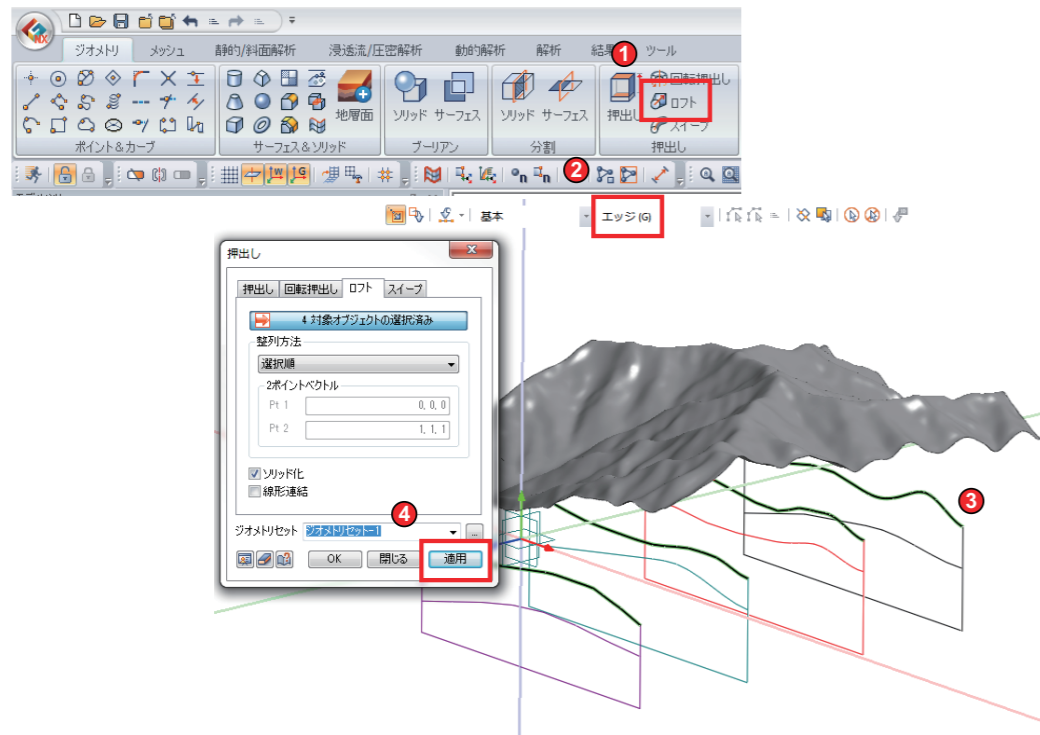 NX
ジオメトリ メッシュ 静的/斜面解析 浸透流/圧密解析 動的解析 解析 結果 ツール
1
回転押出し
ロフト
スイープ
地層面 ソリッド サーフェス ソリッド サーフェス 押出し
ポイント&カーブ サーフェス&ソリッド ブーリアン 分割 押出し
2
基本 エッジ (G)
押出し
押出し 回転押出し ロフト スイープ
4 対象オブジェクトの選択済み
整列方法
選択順
2ポイントベクトル
Pt 1 0, 0, 0
Pt 2 1, 1, 1
ソリッド化
線形連結
3
4
ジオメトリセット ジオメトリセット-1 ...
OK 閉じる 適用